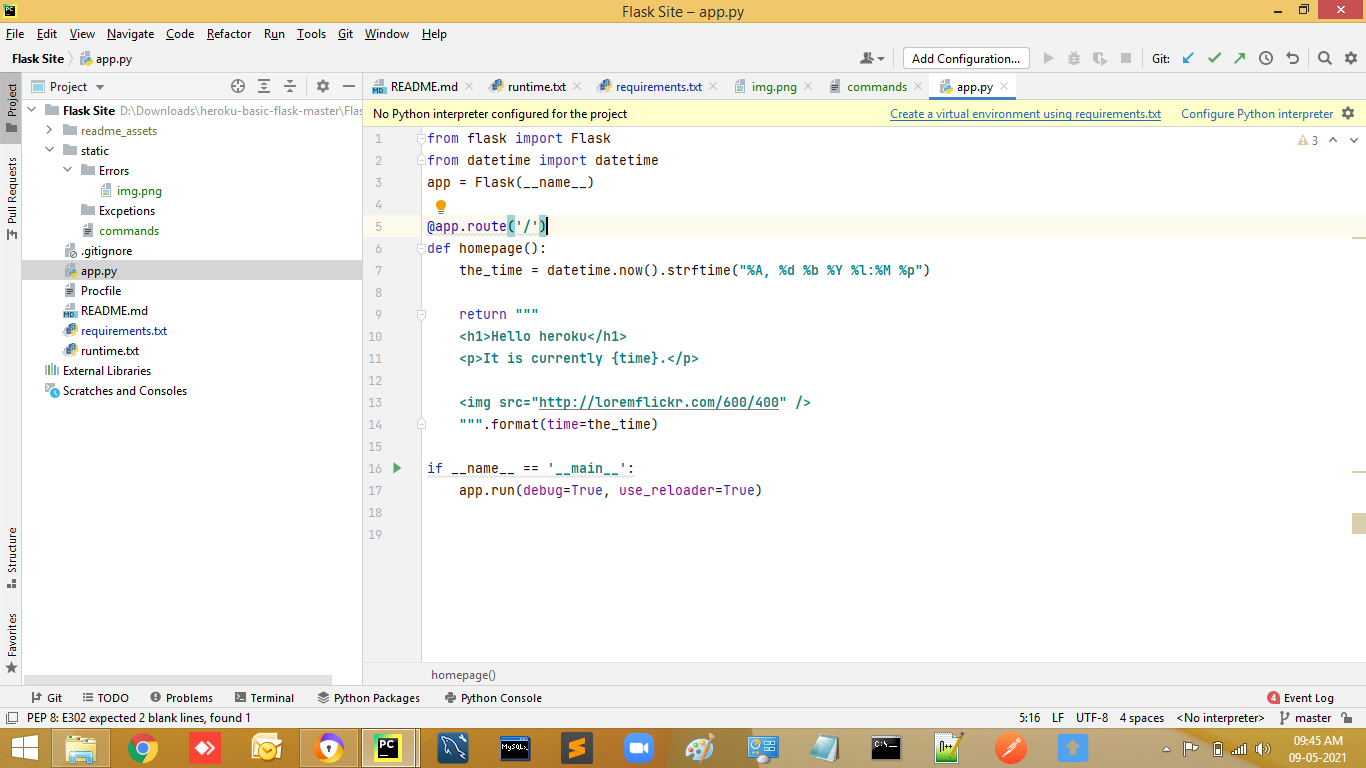 Flask Site – app.py
File Edit View Navigate Code Refactor Run Tools Git Window Help
Flask Site app.py Add Configuration... Git:
Project README.md runtime.txt requirements.txt img.png commands app.py
No Python interpreter configured for the project Create a virtual environment using requirements.txt Configure Python interpreter
Project
Pull Requests
Structure
Favorites
Flask Site D:\Downloads\heroku-basic-flask-master\Flas
readme_assets
static
Errors
img.png
Excpetions
commands
.gitignore
app.py
Procfile
README.md
requirements.txt
runtime.txt
External Libraries
Scratches and Consoles
3
1 from flask import Flask
2 from datetime import datetime
3 app = Flask(__name__)
4
5 @app.route('/')
6 def homepage():
7 the_time = datetime.now().strftime("%A, %d %b %Y %l:%M %p")
8
9 return """
10 <h1>Hello heroku</h1>
11 <p>It is currently {time}.</p>
12
13 <img src="http://loremflickr.com/600/400" />
14 """.format(time=the_time)
15
16 if __name__ == '__main__':
17 app.run(debug=True, use_reloader=True)
18
19
homepage()
Git TODO Problems Terminal Python Packages Python Console 4 Event Log
PEP 8: E302 expected 2 blank lines, found 1 5:16 LF UTF-8 4 spaces <No interpreter> master
09:45 AM
09-05-2021